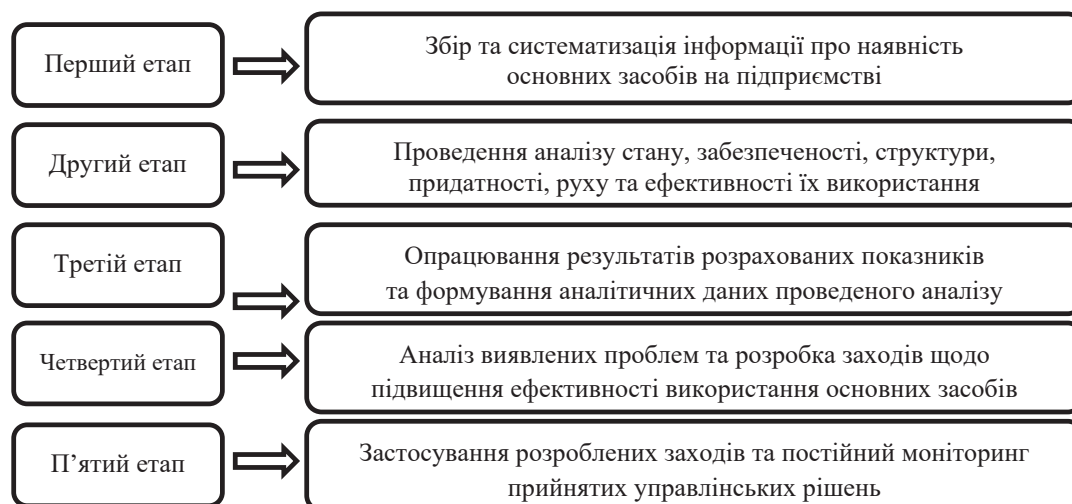 Перший етап
Збір та систематизація інформації про наявність
основних засобів на підприємстві
Другий етап
Проведення аналізу стану, забезпеченості, структури,
придатності, руху та ефективності їх використання
Третій етап
Опрацювання результатів розрахованих показників
та формування аналітичних даних проведеного аналізу
Четвертий етап
Аналіз виявлених проблем та розробка заходів щодо
підвищення ефективності використання основних засобів
П’ятий етап
Застосування розроблених заходів та постійний моніторинг
прийнятих управлінських рішень